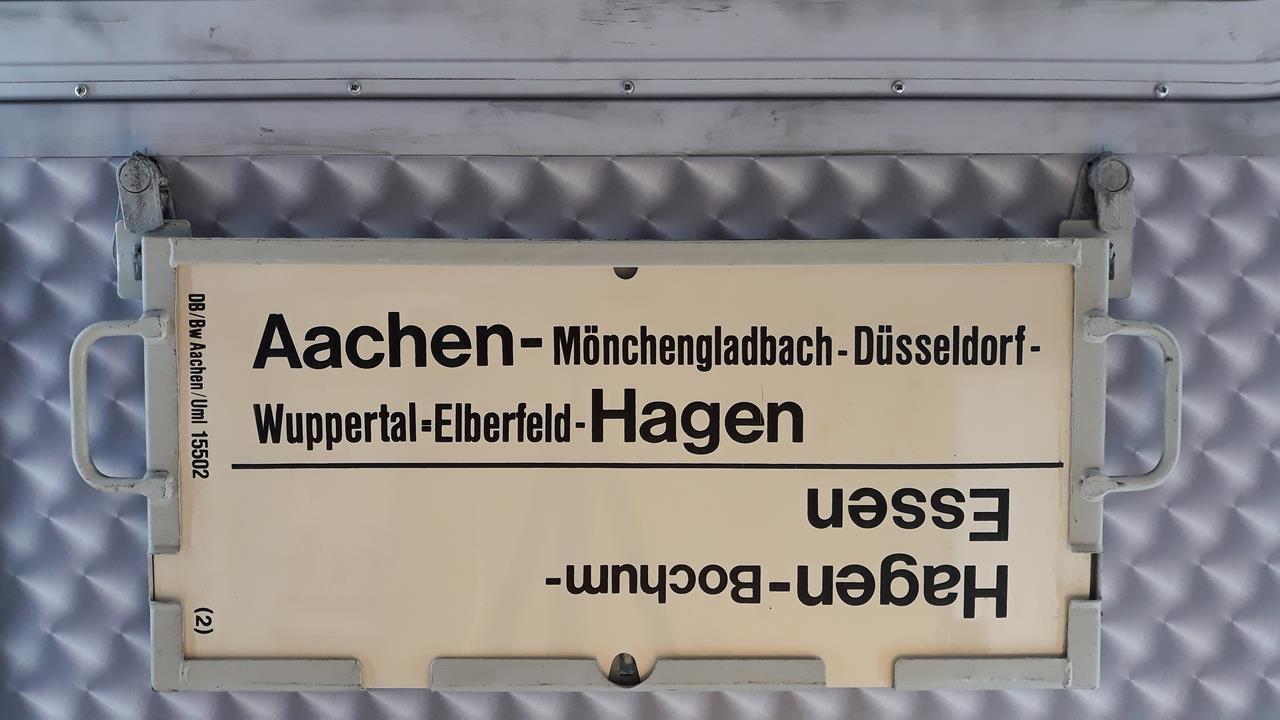 Aachen-Mönchengladbach-Düsseldorf-
Wuppertal=Elberfeld-Hagen
Hagen-Bochum-
Essen
DB/Bw Aachen/Uml 15502
(2)